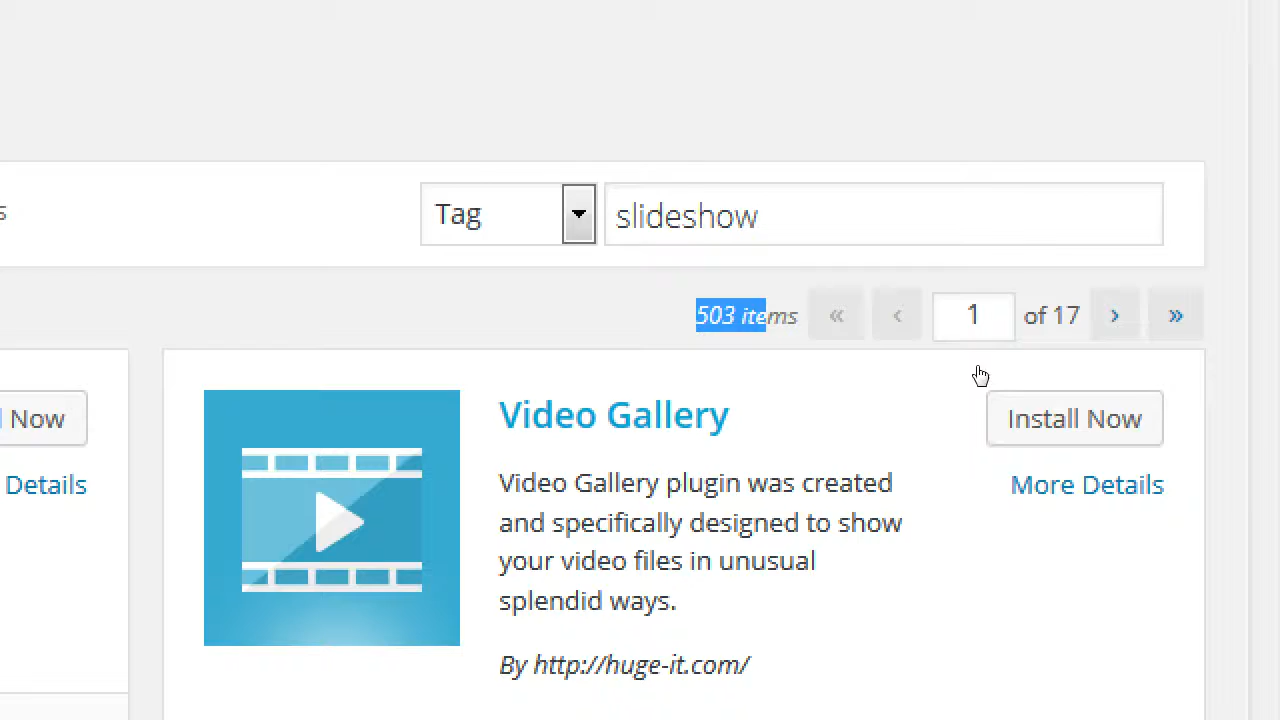 s
Tag
slideshow
503 items « ‹ 1 of 17 › »
Now
Details
Video Gallery
Install Now
More Details
Video Gallery plugin was created
and specifically designed to show
your video files in unusual
splendid ways.
By http://huge-it.com/